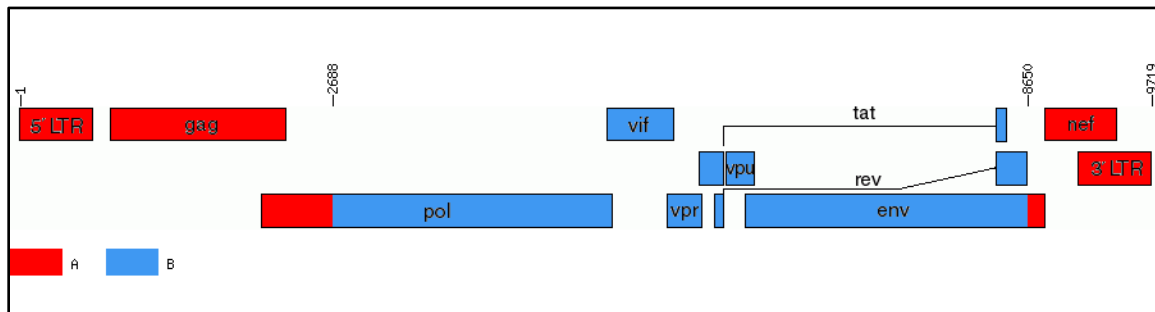 1 2688 8650 9719
5' LTR gag vif tat nef
vpu rev 3' LTR
pol vpr env
A B